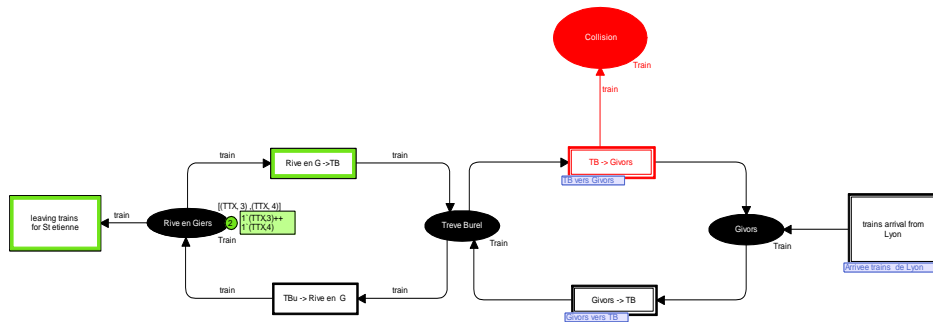 Collision
Train
train
train
train
Rive en G ->TB
TB -> Givors
TB vers Givors
leaving trains
for St etienne
train
[(TTX, 3) ,(TTX, 4)]
Rive en Giers
2
1`(TTX,3)++
1`(TTX,4)
Train
Treve Burel
Train
Givors
Train
trains arrival from
Lyon
Arrivee trains de Lyon
train
TBu -> Rive en G
train
Givors -> TB
Givors vers TB